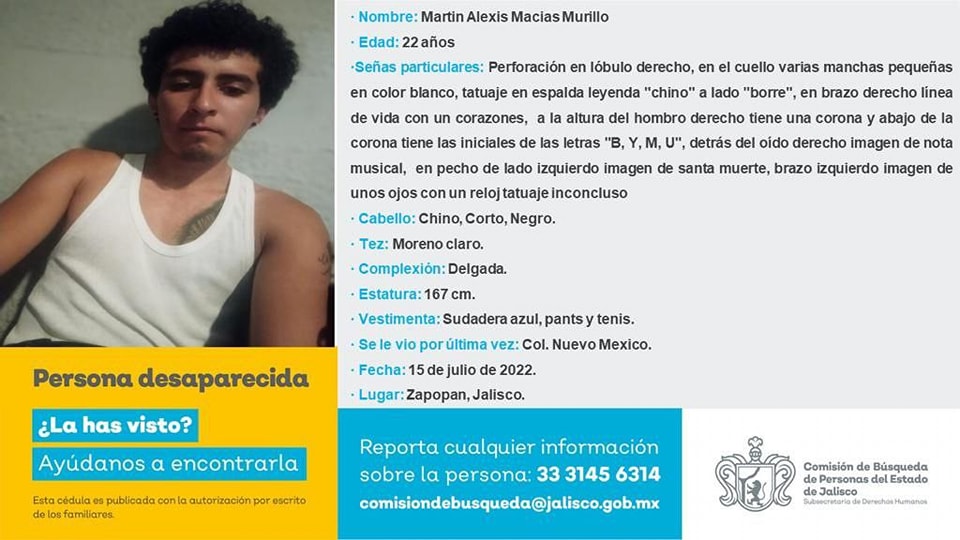 · Nombre: Martin Alexis Macias Murillo
· Edad: 22 años
·Señas particulares: Perforación en lóbulo derecho, en el cuello varias manchas pequeñas
en color blanco, tatuaje en espalda leyenda "chino" a lado "borre", en brazo derecho línea
de vida con un corazones, a la altura del hombro derecho tiene una corona y abajo de la
corona tiene las iniciales de las letras "B, Y, M, U", detrás del oído derecho imagen de nota
musical, en pecho de lado izquierdo imagen de santa muerte, brazo izquierdo imagen de
unos ojos con un reloj tatuaje inconcluso
· Cabello: Chino, Corto, Negro.
· Tez: Moreno claro.
· Complexión: Delgada.
· Estatura: 167 cm.
· Vestimenta: Sudadera azul, pants y tenis.
· Se le vio por última vez: Col. Nuevo Mexico.
· Fecha: 15 de julio de 2022.
· Lugar: Zapopan, Jalisco.
Persona desaparecida
¿La has visto?
Ayúdanos a encontrarla
Esta cédula es publicada con la autorización por escrito
de los familiares.
Reporta cualquier información
sobre la persona: 33 3145 6314
comisiondebusqueda@jalisco.gob.mx
Comisión de Búsqueda
de Personas del Estado
de Jalisco
Subsecretaría de Derechos Humanos